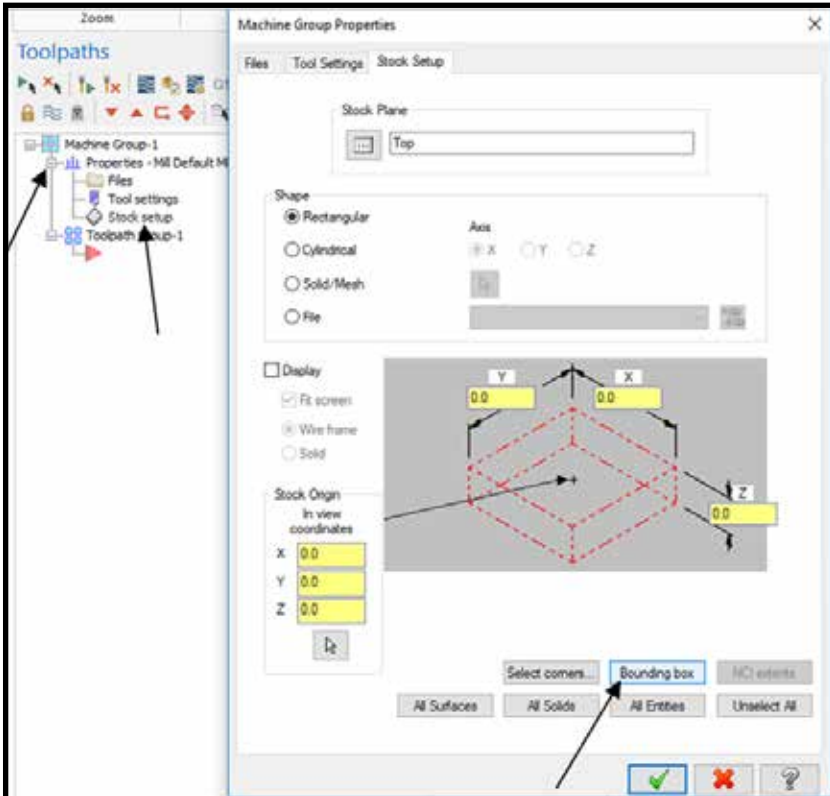 Zoom
Machine Group Properties
Toolpaths
Files Tool Settings Stock Setup
G1
Machine Group-1
Properties - Mill Default M
Files
Tool settings
Stock setup
Toolpath Group-1
Stock Plane
Top
Shape
Rectangular
Cylindrical
Solid/Mesh
File
Axis
X Y Z
Display
Fit screen
Wire frame
Solid
Y X
0.0 0.0
Z
0.0
Stock Origin
In view
coordinates
X 0.0
Y 0.0
Z 0.0
Select corners... Bounding box NCI extents
All Surfaces All Solids All Entities Unselect All